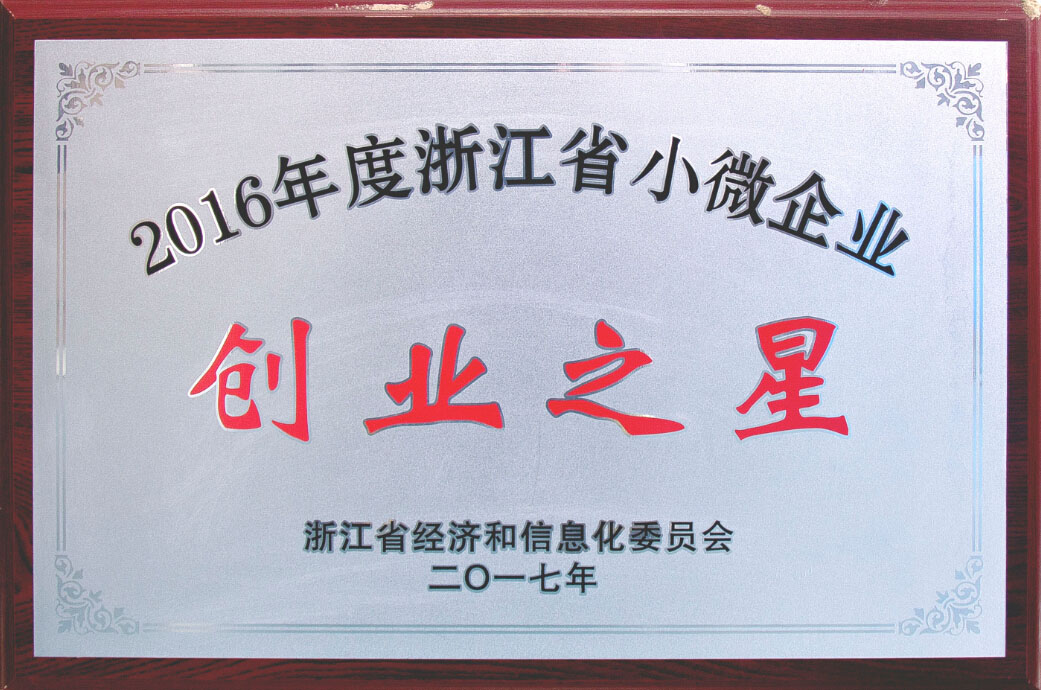 2016年度浙江省小微企业
创业之星
浙江省经济和信息化委员会
二〇一七年